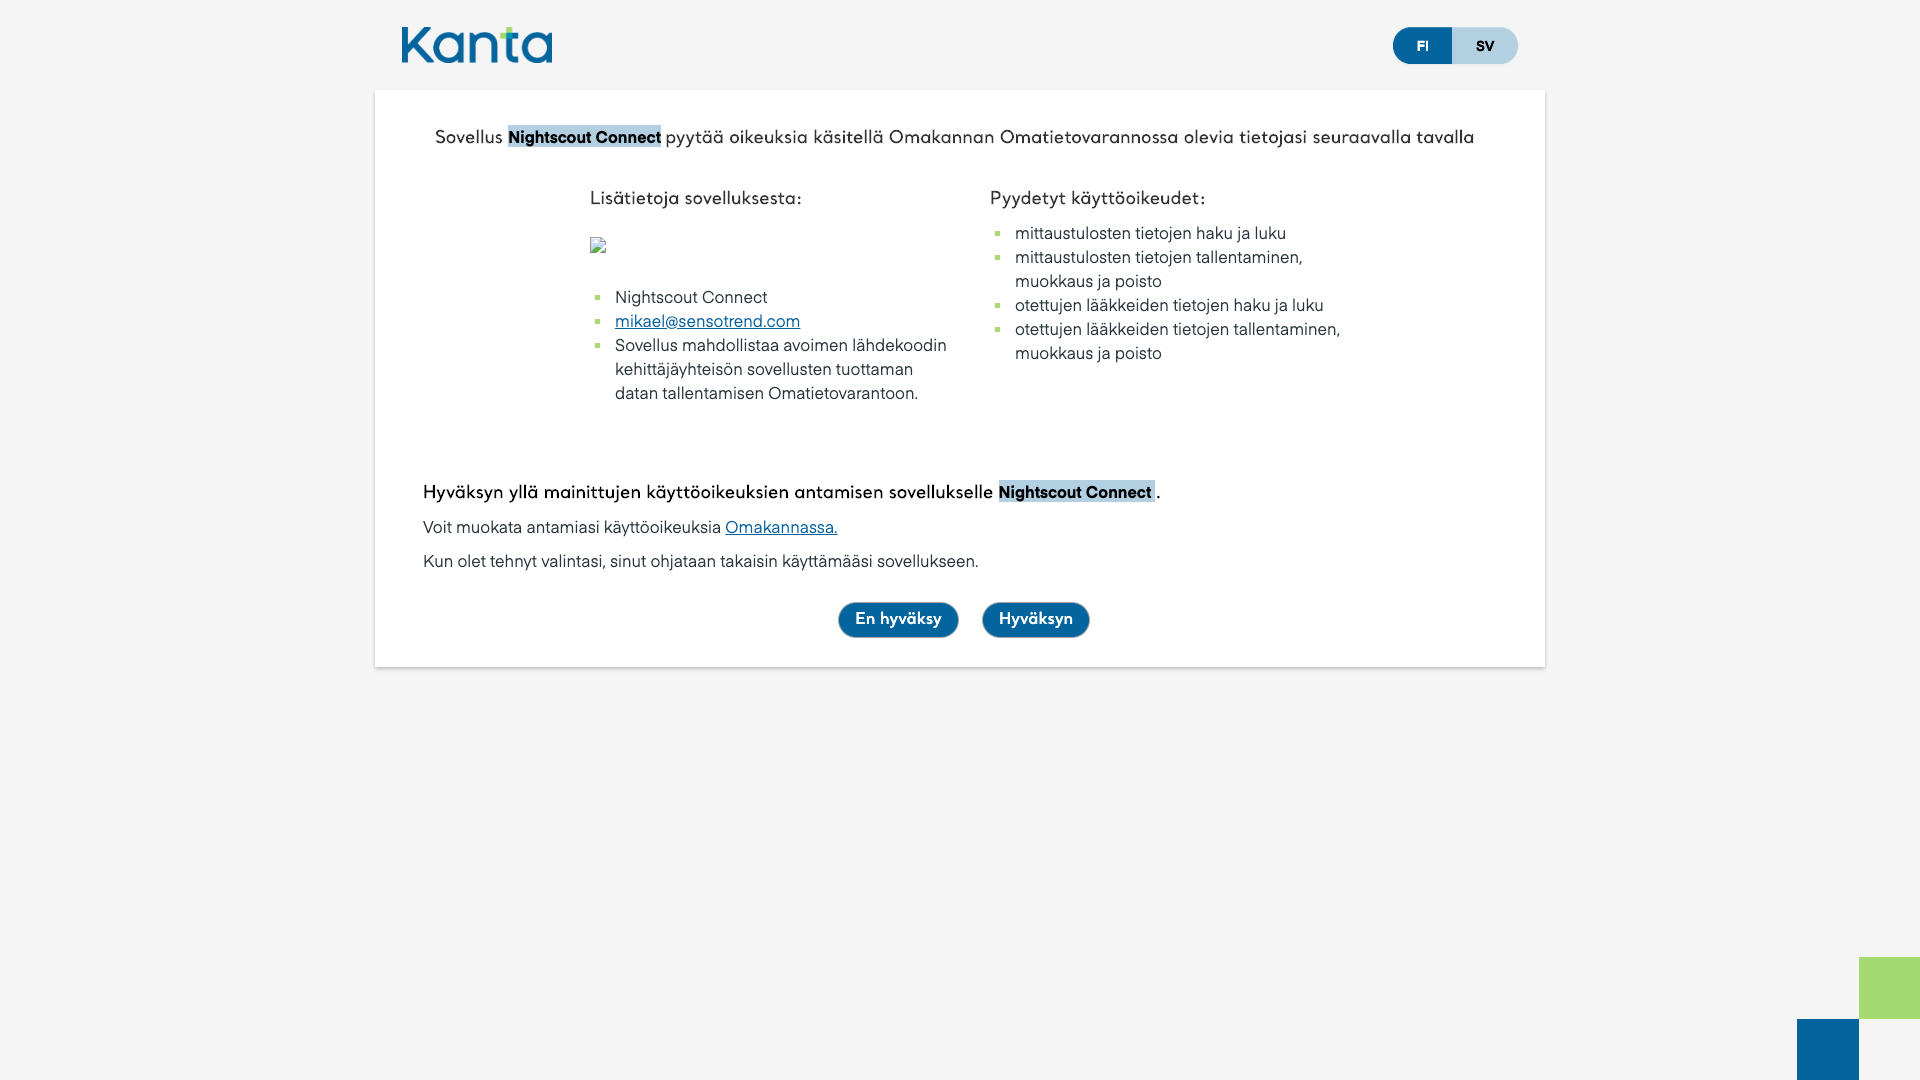 Kanta
FI SV
Sovellus Nightscout Connect pyytää oikeuksia käsitellä Omakannan Omatietovarannossa olevia tietojasi seuraavalla tavalla
Lisätietoja sovelluksesta:
Nightscout Connect
mikael@sensotrend.com
Sovellus mahdollistaa avoimen lähdekoodin
kehittäjäyhteisön sovellusten tuottaman
datan tallentamisen Omatietovarantoon.
Pyydetyt käyttöoikeudet:
mittaustulosten tietojen haku ja luku
mittaustulosten tietojen tallentaminen,
muokkaus ja poisto
otettujen lääkkeiden tietojen haku ja luku
otettujen lääkkeiden tietojen tallentaminen,
muokkaus ja poisto
Hyväksyn yllä mainittujen käyttöoikeuksien antamisen sovellukselle Nightscout Connect .
Voit muokata antamiasi käyttöoikeuksia Omakannassa.
Kun olet tehnyt valintasi, sinut ohjataan takaisin käyttämääsi sovellukseen.
En hyväksy Hyväksyn